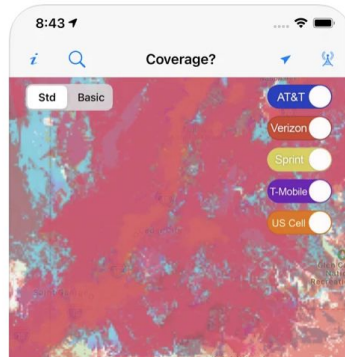 8:43
i
Coverage?
Std Basic
AT&T
Verizon
Sprint
T-Mobile
US Cell